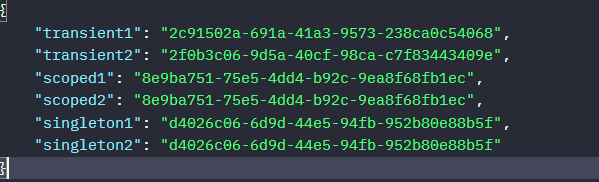 {
"transient1": "2c91502a-691a-41a3-9573-238ca0c54068",
"transient2": "2f0b3c06-9d5a-40cf-98ca-c7f83443409e",
"scoped1": "8e9ba751-75e5-4dd4-b92c-9ea8f68fb1ec",
"scoped2": "8e9ba751-75e5-4dd4-b92c-9ea8f68fb1ec",
"singleton1": "d4026c06-6d9d-44e5-94fb-952b80e88b5f",
"singleton2": "d4026c06-6d9d-44e5-94fb-952b80e88b5f"
}